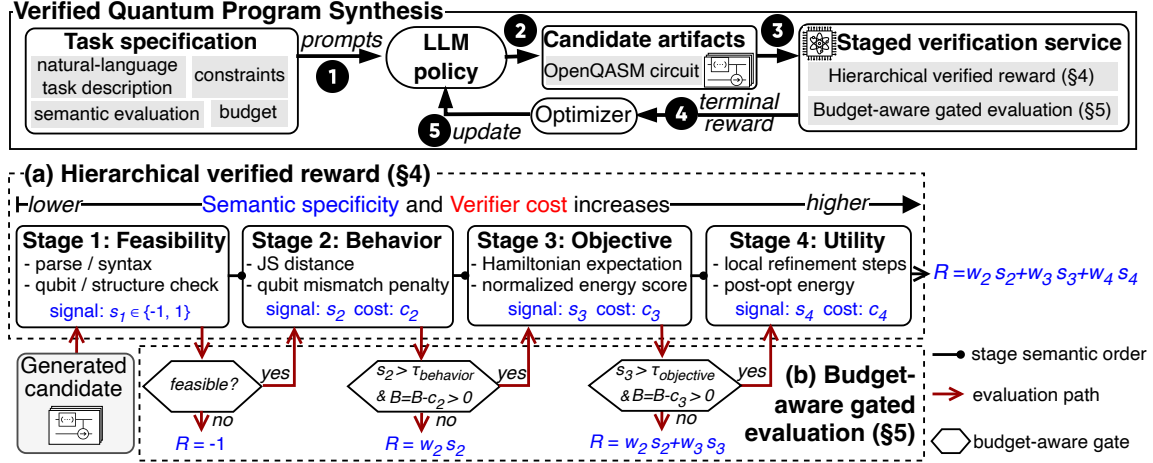 Verified Quantum Program Synthesis
Task specification
natural-language
task description
constraints
semantic evaluation
budget
prompts
1
LLM
policy
2
Candidate artifacts
OpenQASM circuit
3
Staged verification service
Hierarchical verified reward (§4)
Budget-aware gated evaluation (§5)
terminal
reward
4
Optimizer
5
update
(a) Hierarchical verified reward (§4)
lower
Semantic specificity and Verifier cost increases
higher
Stage 1: Feasibility
- parse / syntax
- qubit / structure check
signal: s1 ∈ {-1, 1}
Stage 2: Behavior
- JS distance
- qubit mismatch penalty
signal: s2 cost: c2
Stage 3: Objective
- Hamiltonian expectation
- normalized energy score
signal: s3 cost: c3
Stage 4: Utility
- local refinement steps
- post-opt energy
signal: s4 cost: c4
R =w2 s2+w3 s3+w4 s4
Generated
candidate
feasible?
yes
no
R = -1
s2 > τbehavior
& B=B-c2 > 0
yes
no
R = w2 s2
s3 > τobjective
& B=B-c3 > 0
yes
no
R = w2 s2+w3 s3
(b) Budget-
aware gated
evaluation (§5)
stage semantic order
evaluation path
budget-aware gate